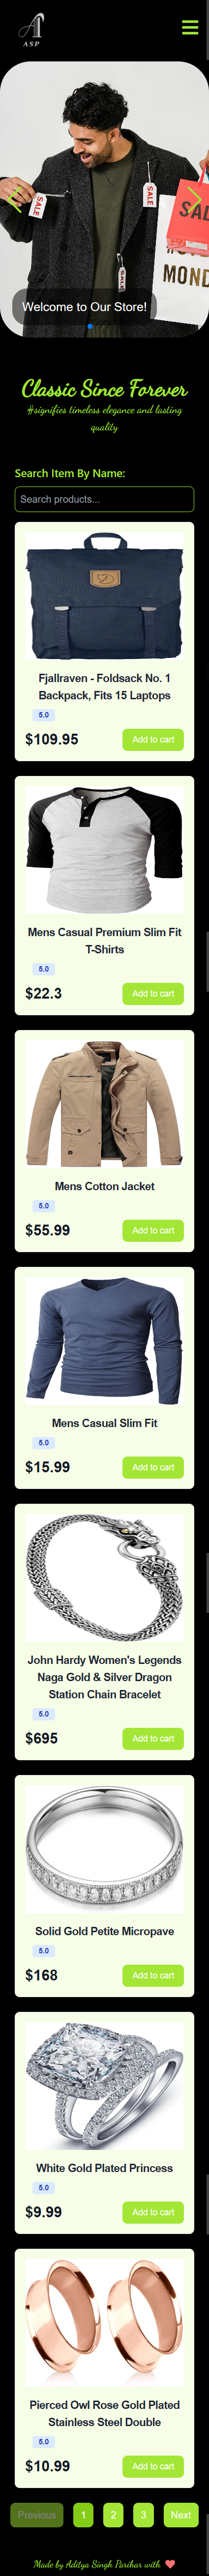 ASP
SALE
SALE
SALE
SAL
MOND
Welcome to Our Store!
Classic Since Forever
#signifies timeless elegance and lasting
quality
Search Item By Name:
Search products...
Fjallraven - Foldsack No. 1
Backpack, Fits 15 Laptops
5.0
$109.95
Add to cart
Mens Casual Premium Slim Fit
T-Shirts
5.0
$22.3
Add to cart
Mens Cotton Jacket
5.0
$55.99
Add to cart
Mens Casual Slim Fit
5.0
$15.99
Add to cart
John Hardy Women's Legends
Naga Gold & Silver Dragon
Station Chain Bracelet
5.0
$695
Add to cart
Solid Gold Petite Micropave
5.0
$168
Add to cart
White Gold Plated Princess
5.0
$9.99
Add to cart
Pierced Owl Rose Gold Plated
Stainless Steel Double
5.0
$10.99
Add to cart
Previous 1 2 3 Next
Made by Aditya Singh Parihar with